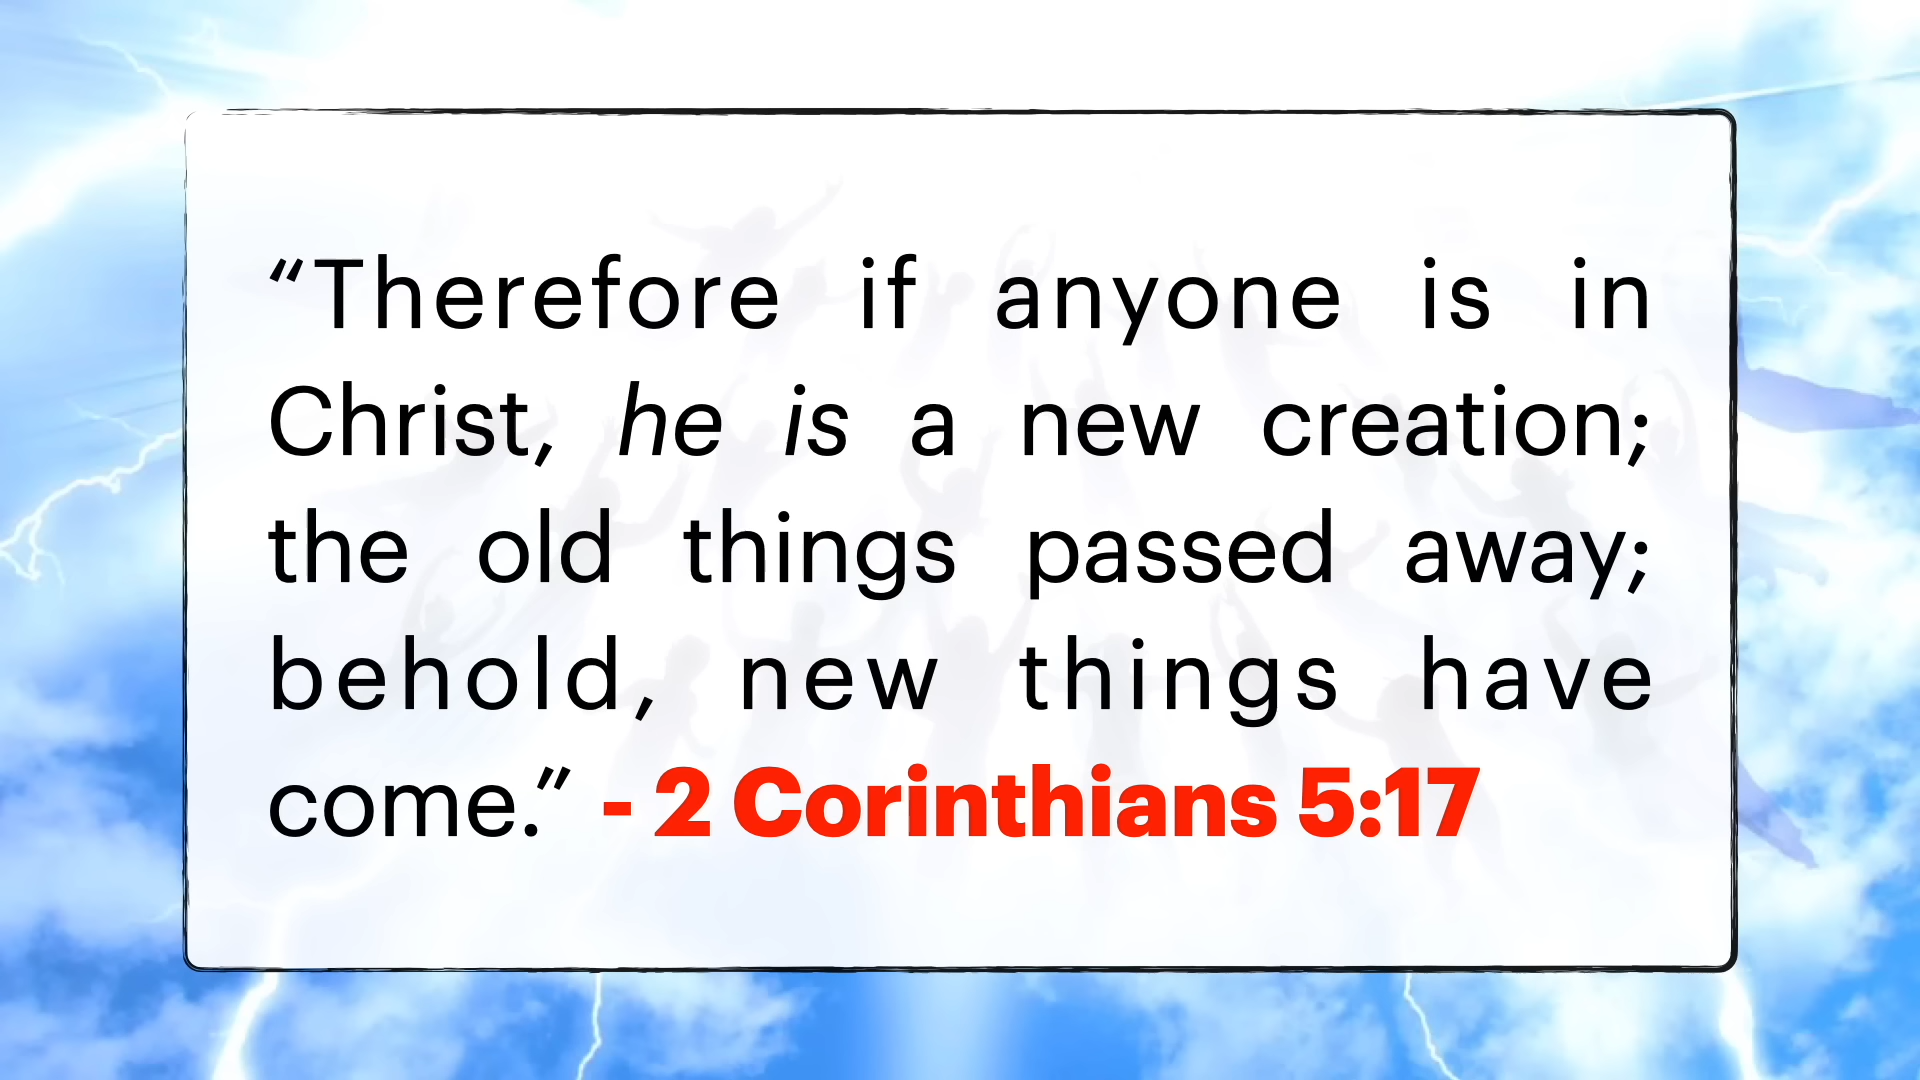 “Therefore if anyone is in
Christ, he is a new creation;
the old things passed away;
behold, new things have
come.” - 2 Corinthians 5:17